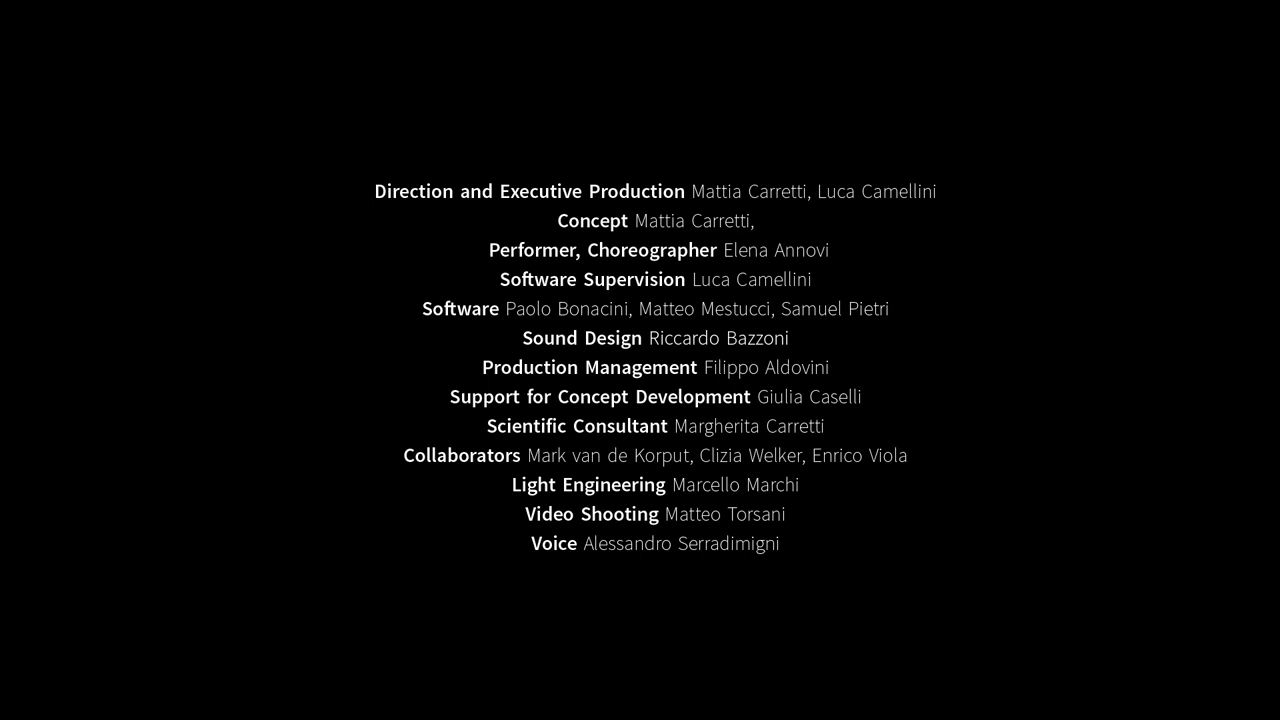 Direction and Executive Production Mattia Carretti, Luca Camellini
Concept Mattia Carretti,
Performer, Choreographer Elena Annovi
Software Supervision Luca Camellini
Software Paolo Bonacini, Matteo Mestucci, Samuel Pietri
Sound Design Riccardo Bazzoni
Production Management Filippo Aldovini
Support for Concept Development Giulia Caselli
Scientific Consultant Margherita Carretti
Collaborators Mark van de Korput, Clizia Welker, Enrico Viola
Light Engineering Marcello Marchi
Video Shooting Matteo Torsani
Voice Alessandro Serradimigni